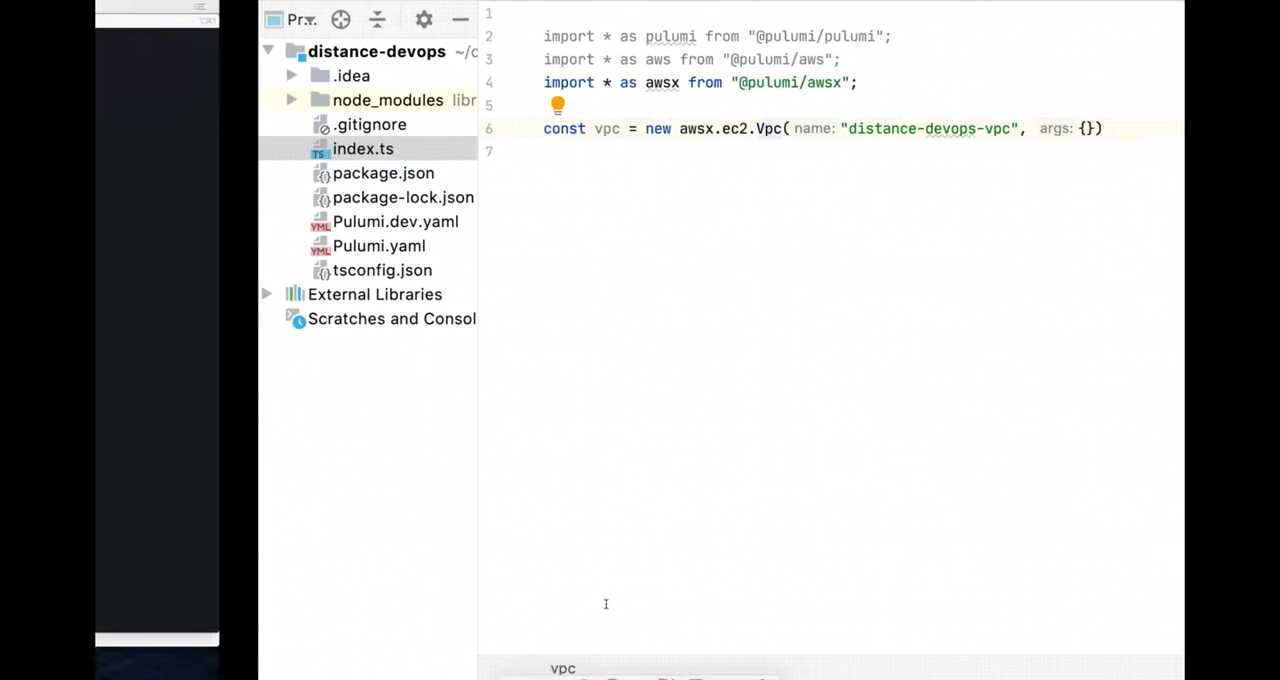 Pr...
distance-devops ~/c
.idea
node_modules libr
.gitignore
index.ts
package.json
package-lock.json
Pulumi.dev.yaml
Pulumi.yaml
tsconfig.json
External Libraries
Scratches and Consol
1
2 import * as pulumi from "@pulumi/pulumi";
3 import * as aws from "@pulumi/aws";
4 import * as awsx from "@pulumi/awsx";
5
6 const vpc = new awsx.ec2.Vpc( name: "distance-devops-vpc", args: {})
7
vpc